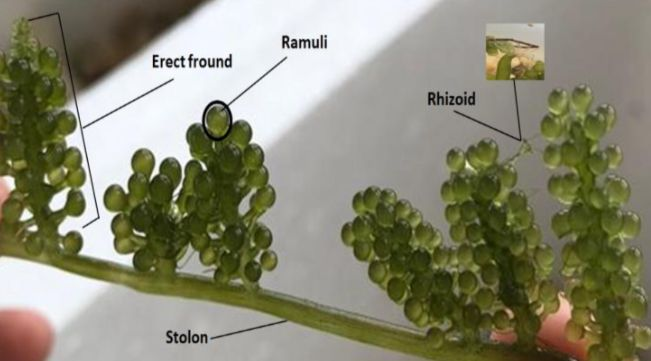 Ramuli
Erect fround
Rhizoid
Stolon